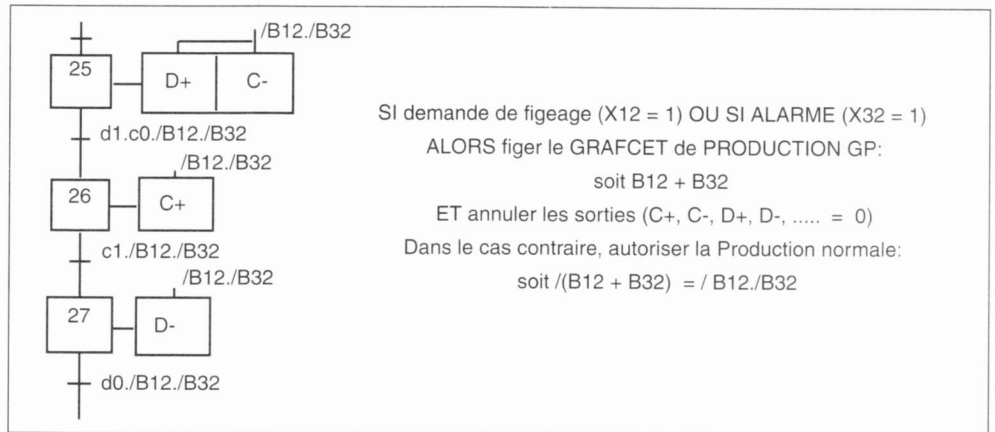 /B12./B32
25
D+ C-
d1.c0./B12./B32
/B12./B32
26
C+
c1./B12./B32
/B12./B32
27
D-
d0./B12./B32
SI demande de figeage (X12 = 1) OU SI ALARME (X32 = 1)
ALORS figer le GRAFCET de PRODUCTION GP:
soit B12 + B32
ET annuler les sorties (C+, C-, D+, D-, ..... = 0)
Dans le cas contraire, autoriser la Production normale:
soit /(B12 + B32) = / B12./B32